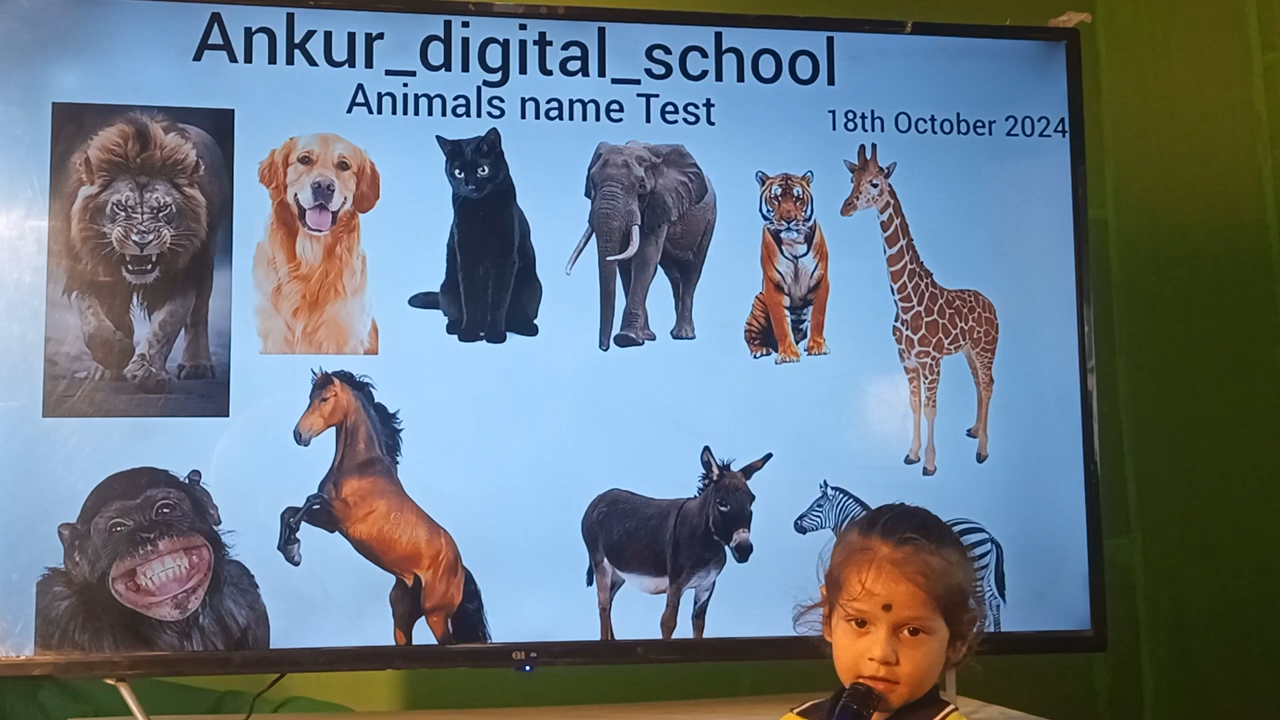 Ankur_digital_school
Animals name Test
18th October 2024